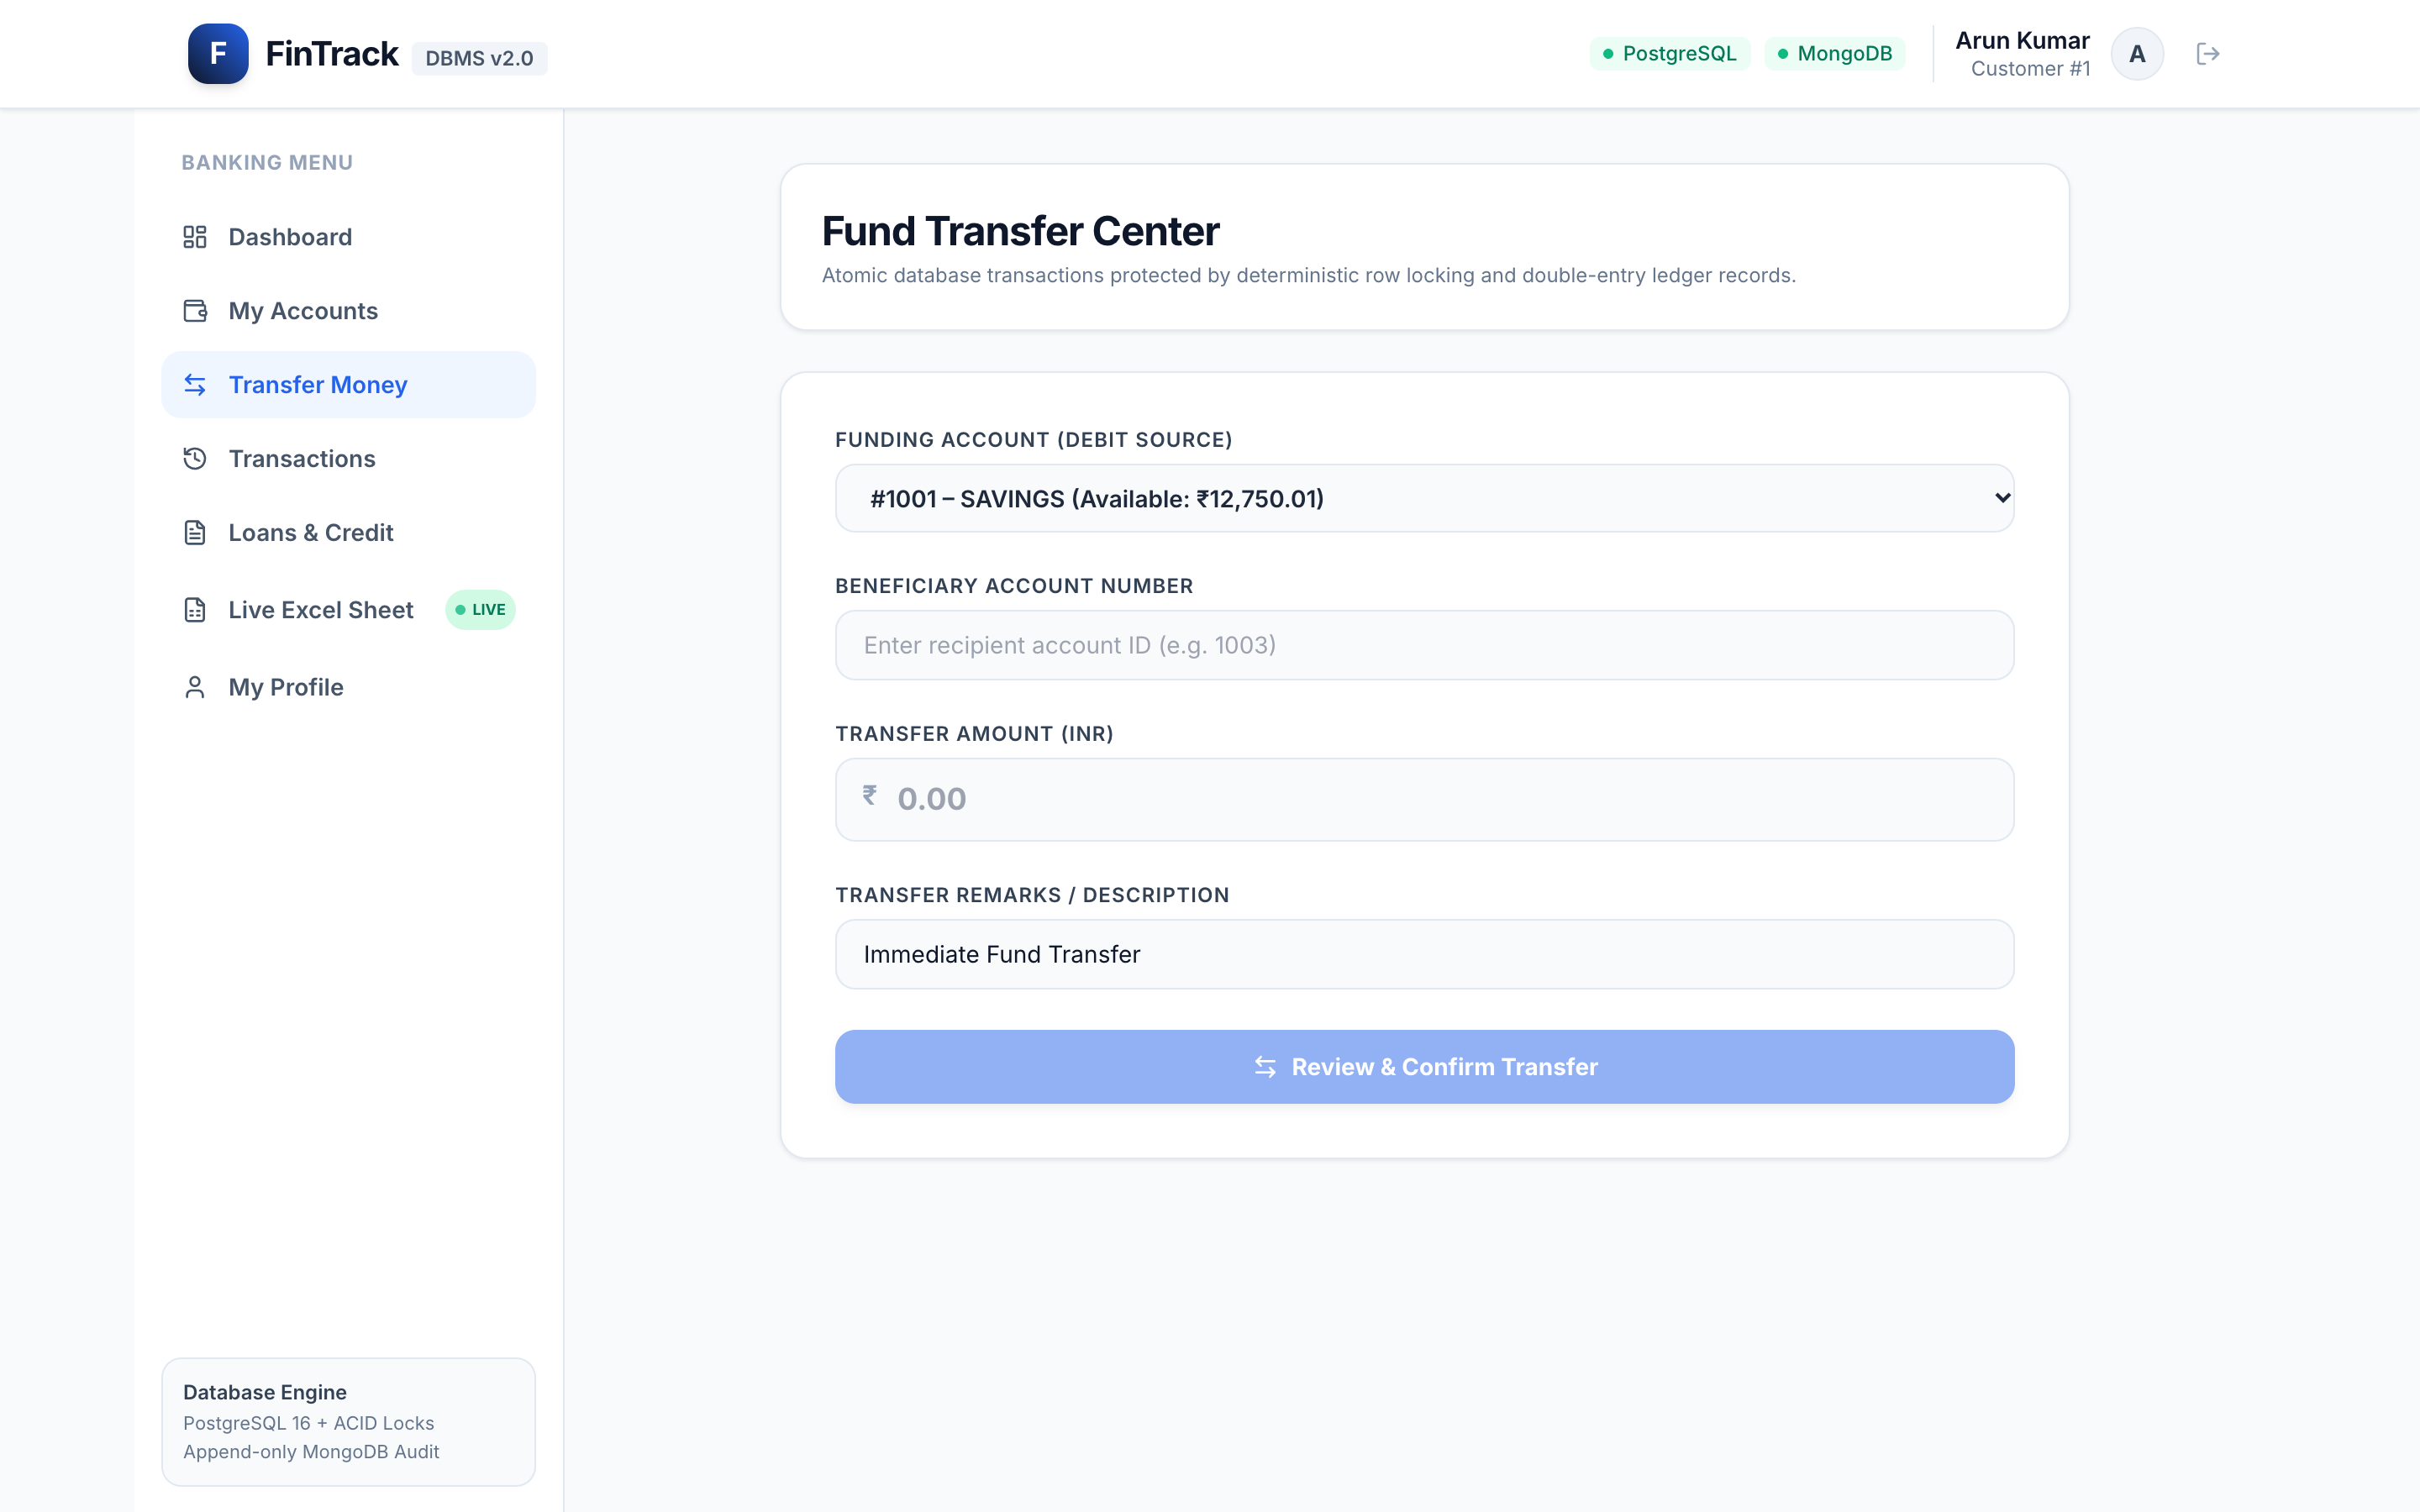 F
FinTrack
DBMS v2.0
PostgreSQL
MongoDB
Arun Kumar
Customer #1
A
BANKING MENU
Dashboard
My Accounts
Transfer Money
Transactions
Loans & Credit
Live Excel Sheet
LIVE
My Profile
Database Engine
PostgreSQL 16 + ACID Locks
Append-only MongoDB Audit
Fund Transfer Center
Atomic database transactions protected by deterministic row locking and double-entry ledger records.
FUNDING ACCOUNT (DEBIT SOURCE)
#1001 – SAVINGS (Available: ₹12,750.01)
BENEFICIARY ACCOUNT NUMBER
Enter recipient account ID (e.g. 1003)
TRANSFER AMOUNT (INR)
₹ 0.00
TRANSFER REMARKS / DESCRIPTION
Immediate Fund Transfer
Review & Confirm Transfer